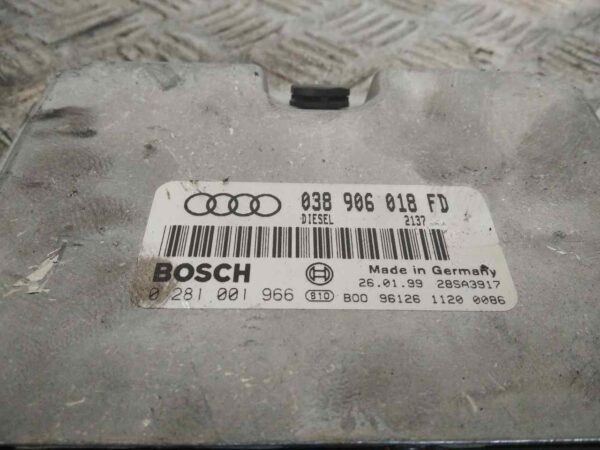 038 906 018 FD
DIESEL 2137
BOSCH Made in Germany
26.01.99 28SA3917
0 281 001 966 810 B00 96126 1120 0086